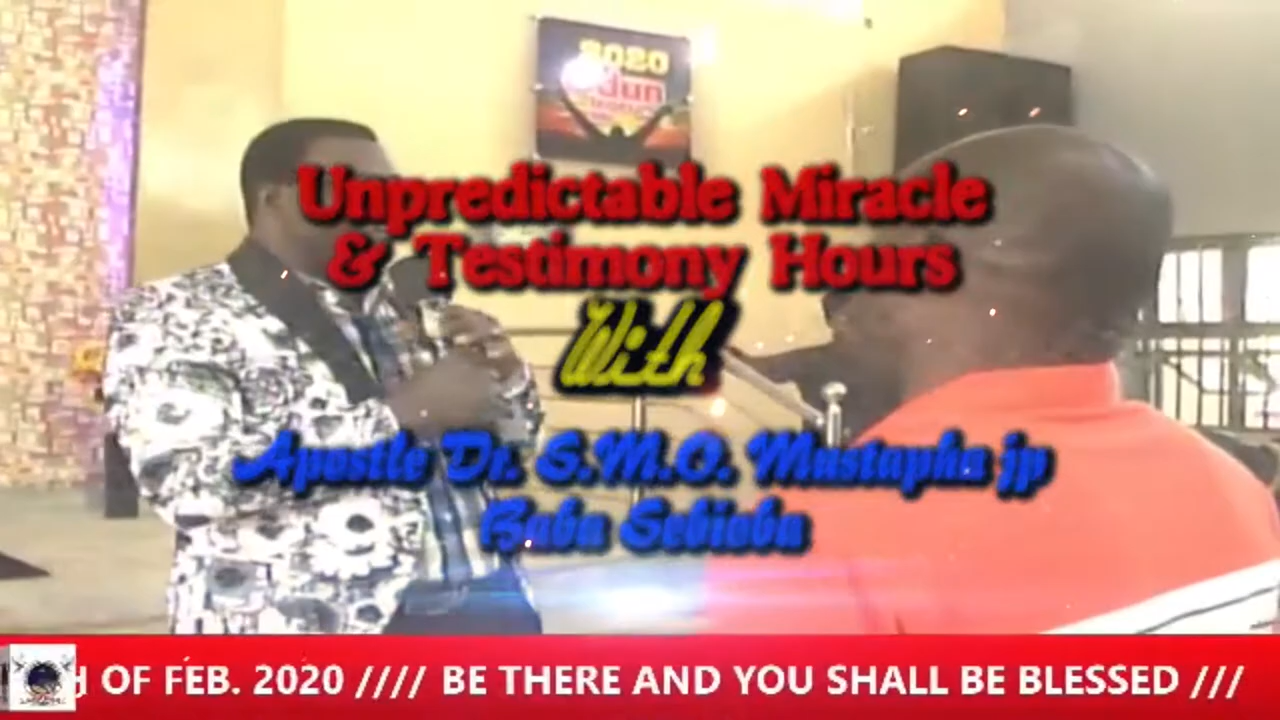 2020
Unpredictable Miracle
& Testimony Hours
With
Apostle Dr. S.M.O. Mustapha jp
Baba Sebioba
OF FEB. 2020 //// BE THERE AND YOU SHALL BE BLESSED ///